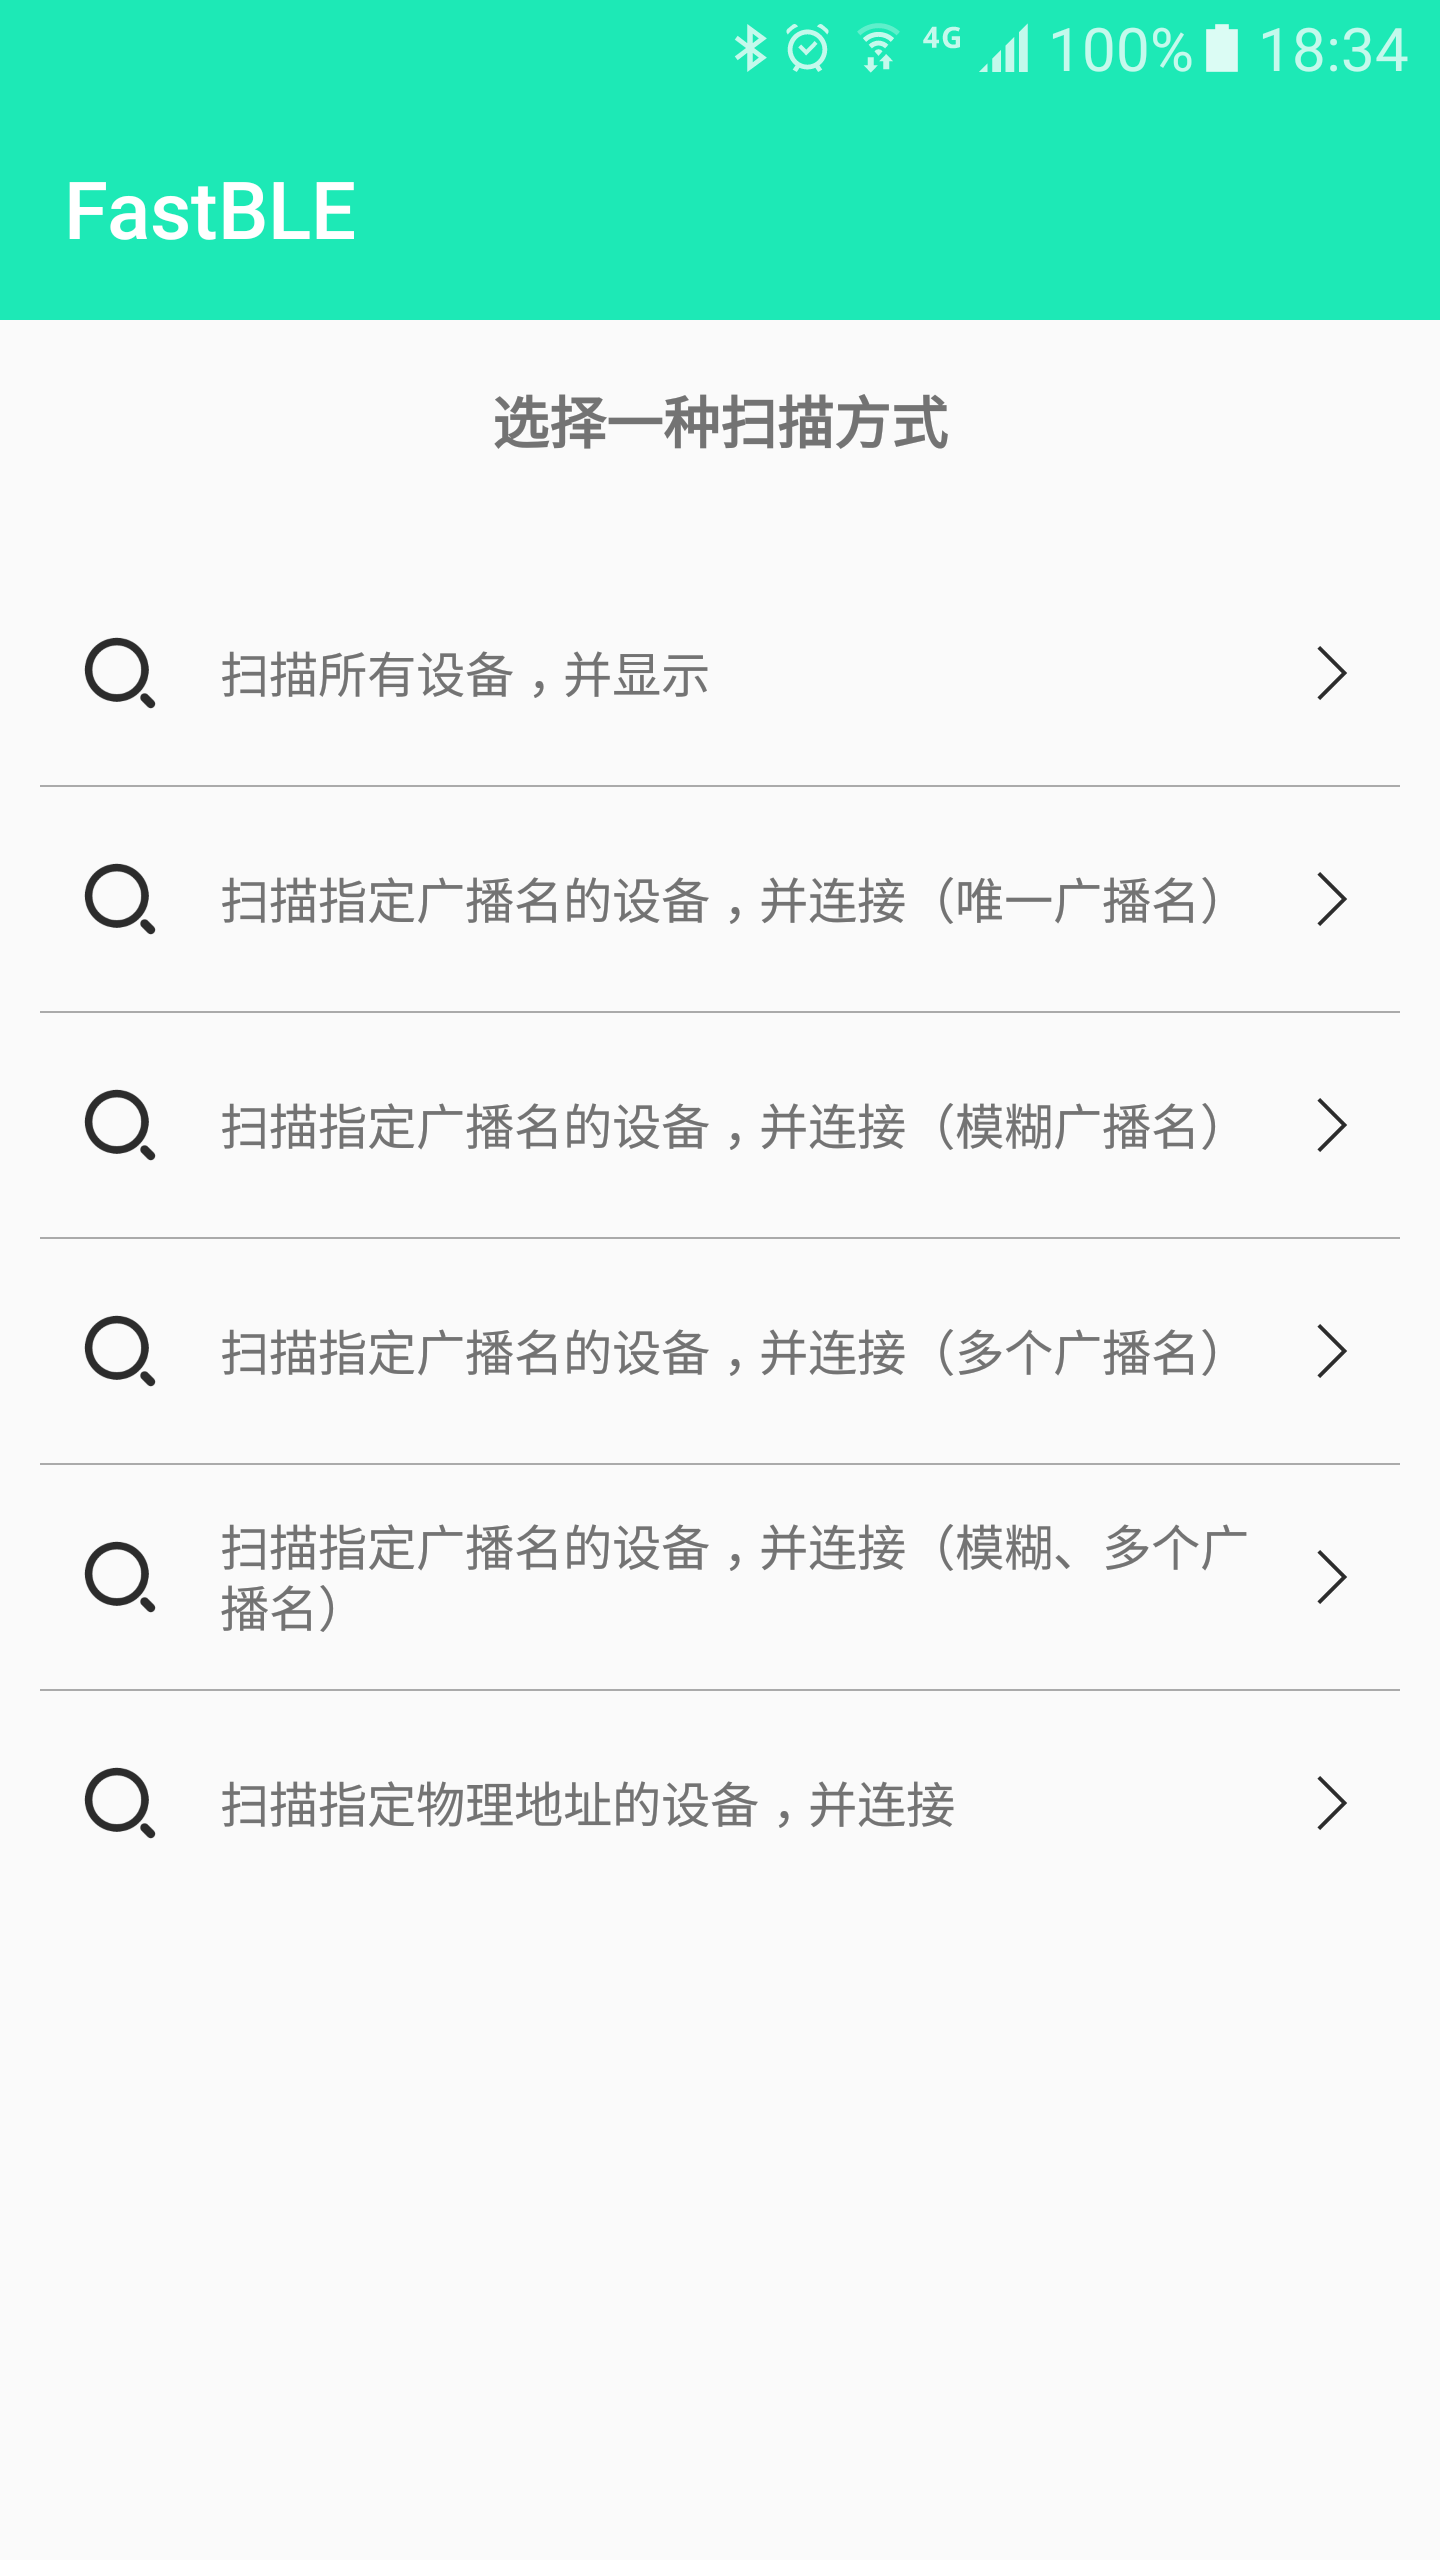 4G 100% 18:34
FastBLE
选择一种扫描方式
扫描所有设备，并显示
扫描指定广播名的设备，并连接（唯一广播名）
扫描指定广播名的设备，并连接（模糊广播名）
扫描指定广播名的设备，并连接（多个广播名）
扫描指定广播名的设备，并连接（模糊、多个广
播名）
扫描指定物理地址的设备，并连接